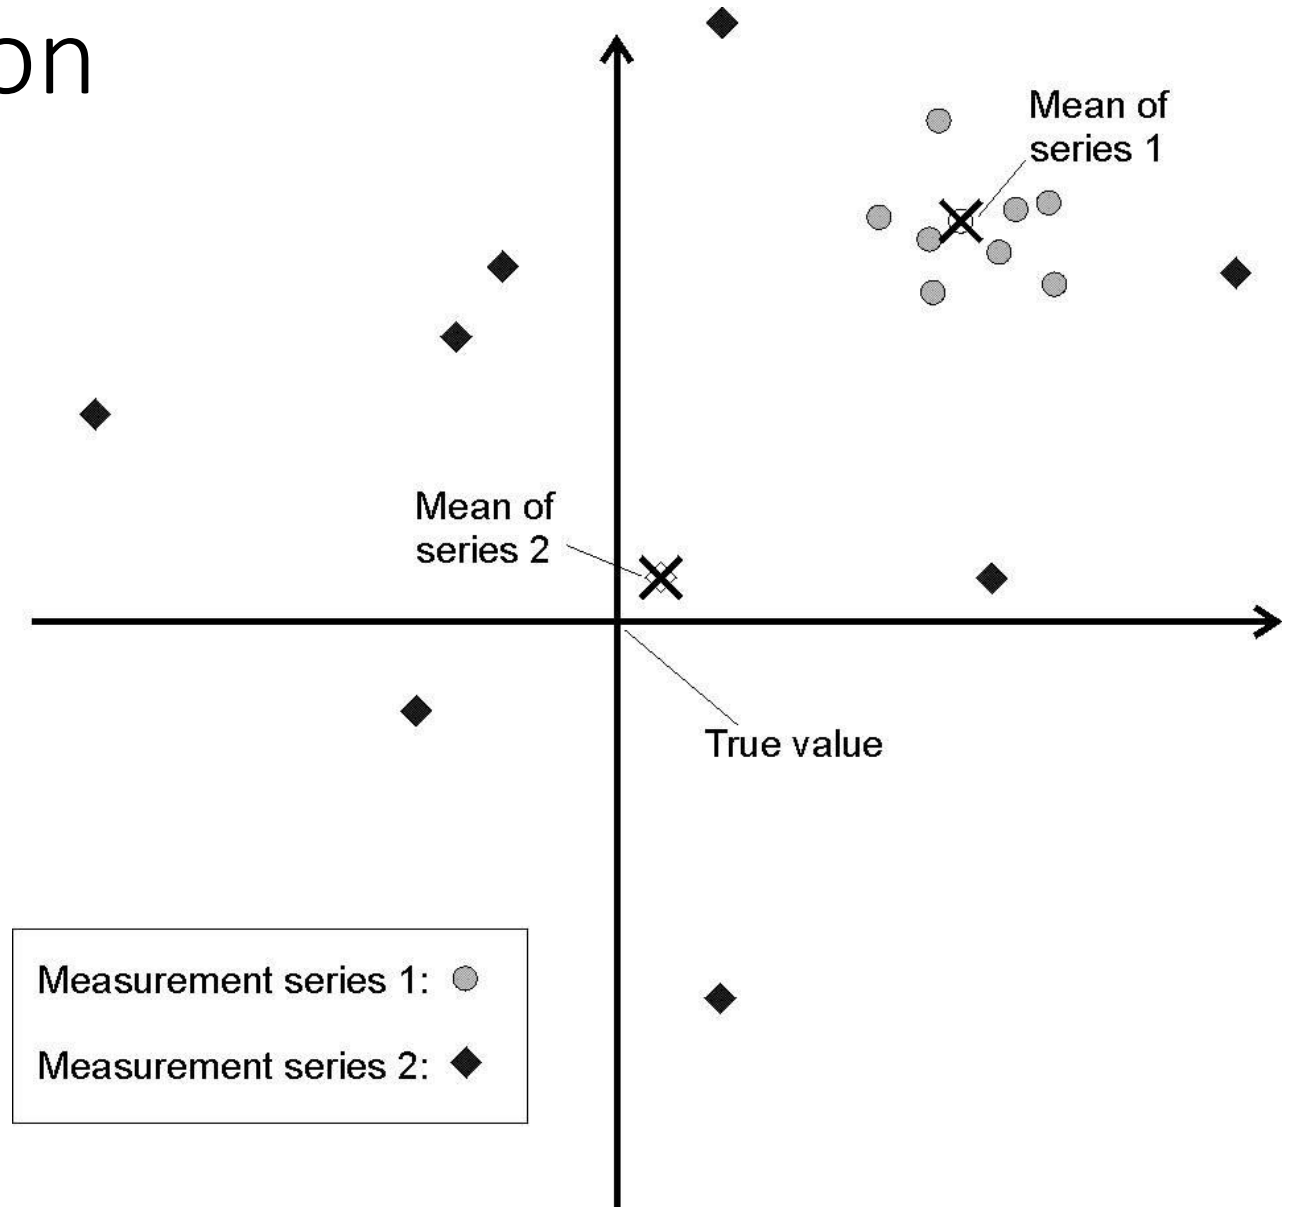 on
Mean of
series 1
Mean of
series 2
True value
Measurement series 1:
Measurement series 2: